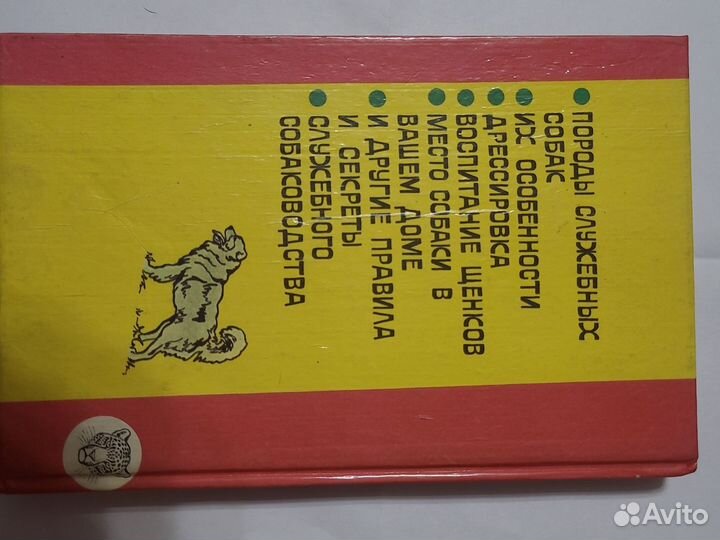 ПОРОДЫ СЛУЖЕБНЫХ
СОБАК
ИХ ОСОБЕННОСТИ
ДРЕССИРОВКА
ВОСПИТАНИЕ ЩЕНКОВ
МЕСТО СОБАКИ В
ВАШЕМ ДОМЕ
И ДРУГИЕ ПРАВИЛА
И СЕКРЕТЫ
СЛУЖЕБНОГО
СОБАКОВОДСТВА
Avito